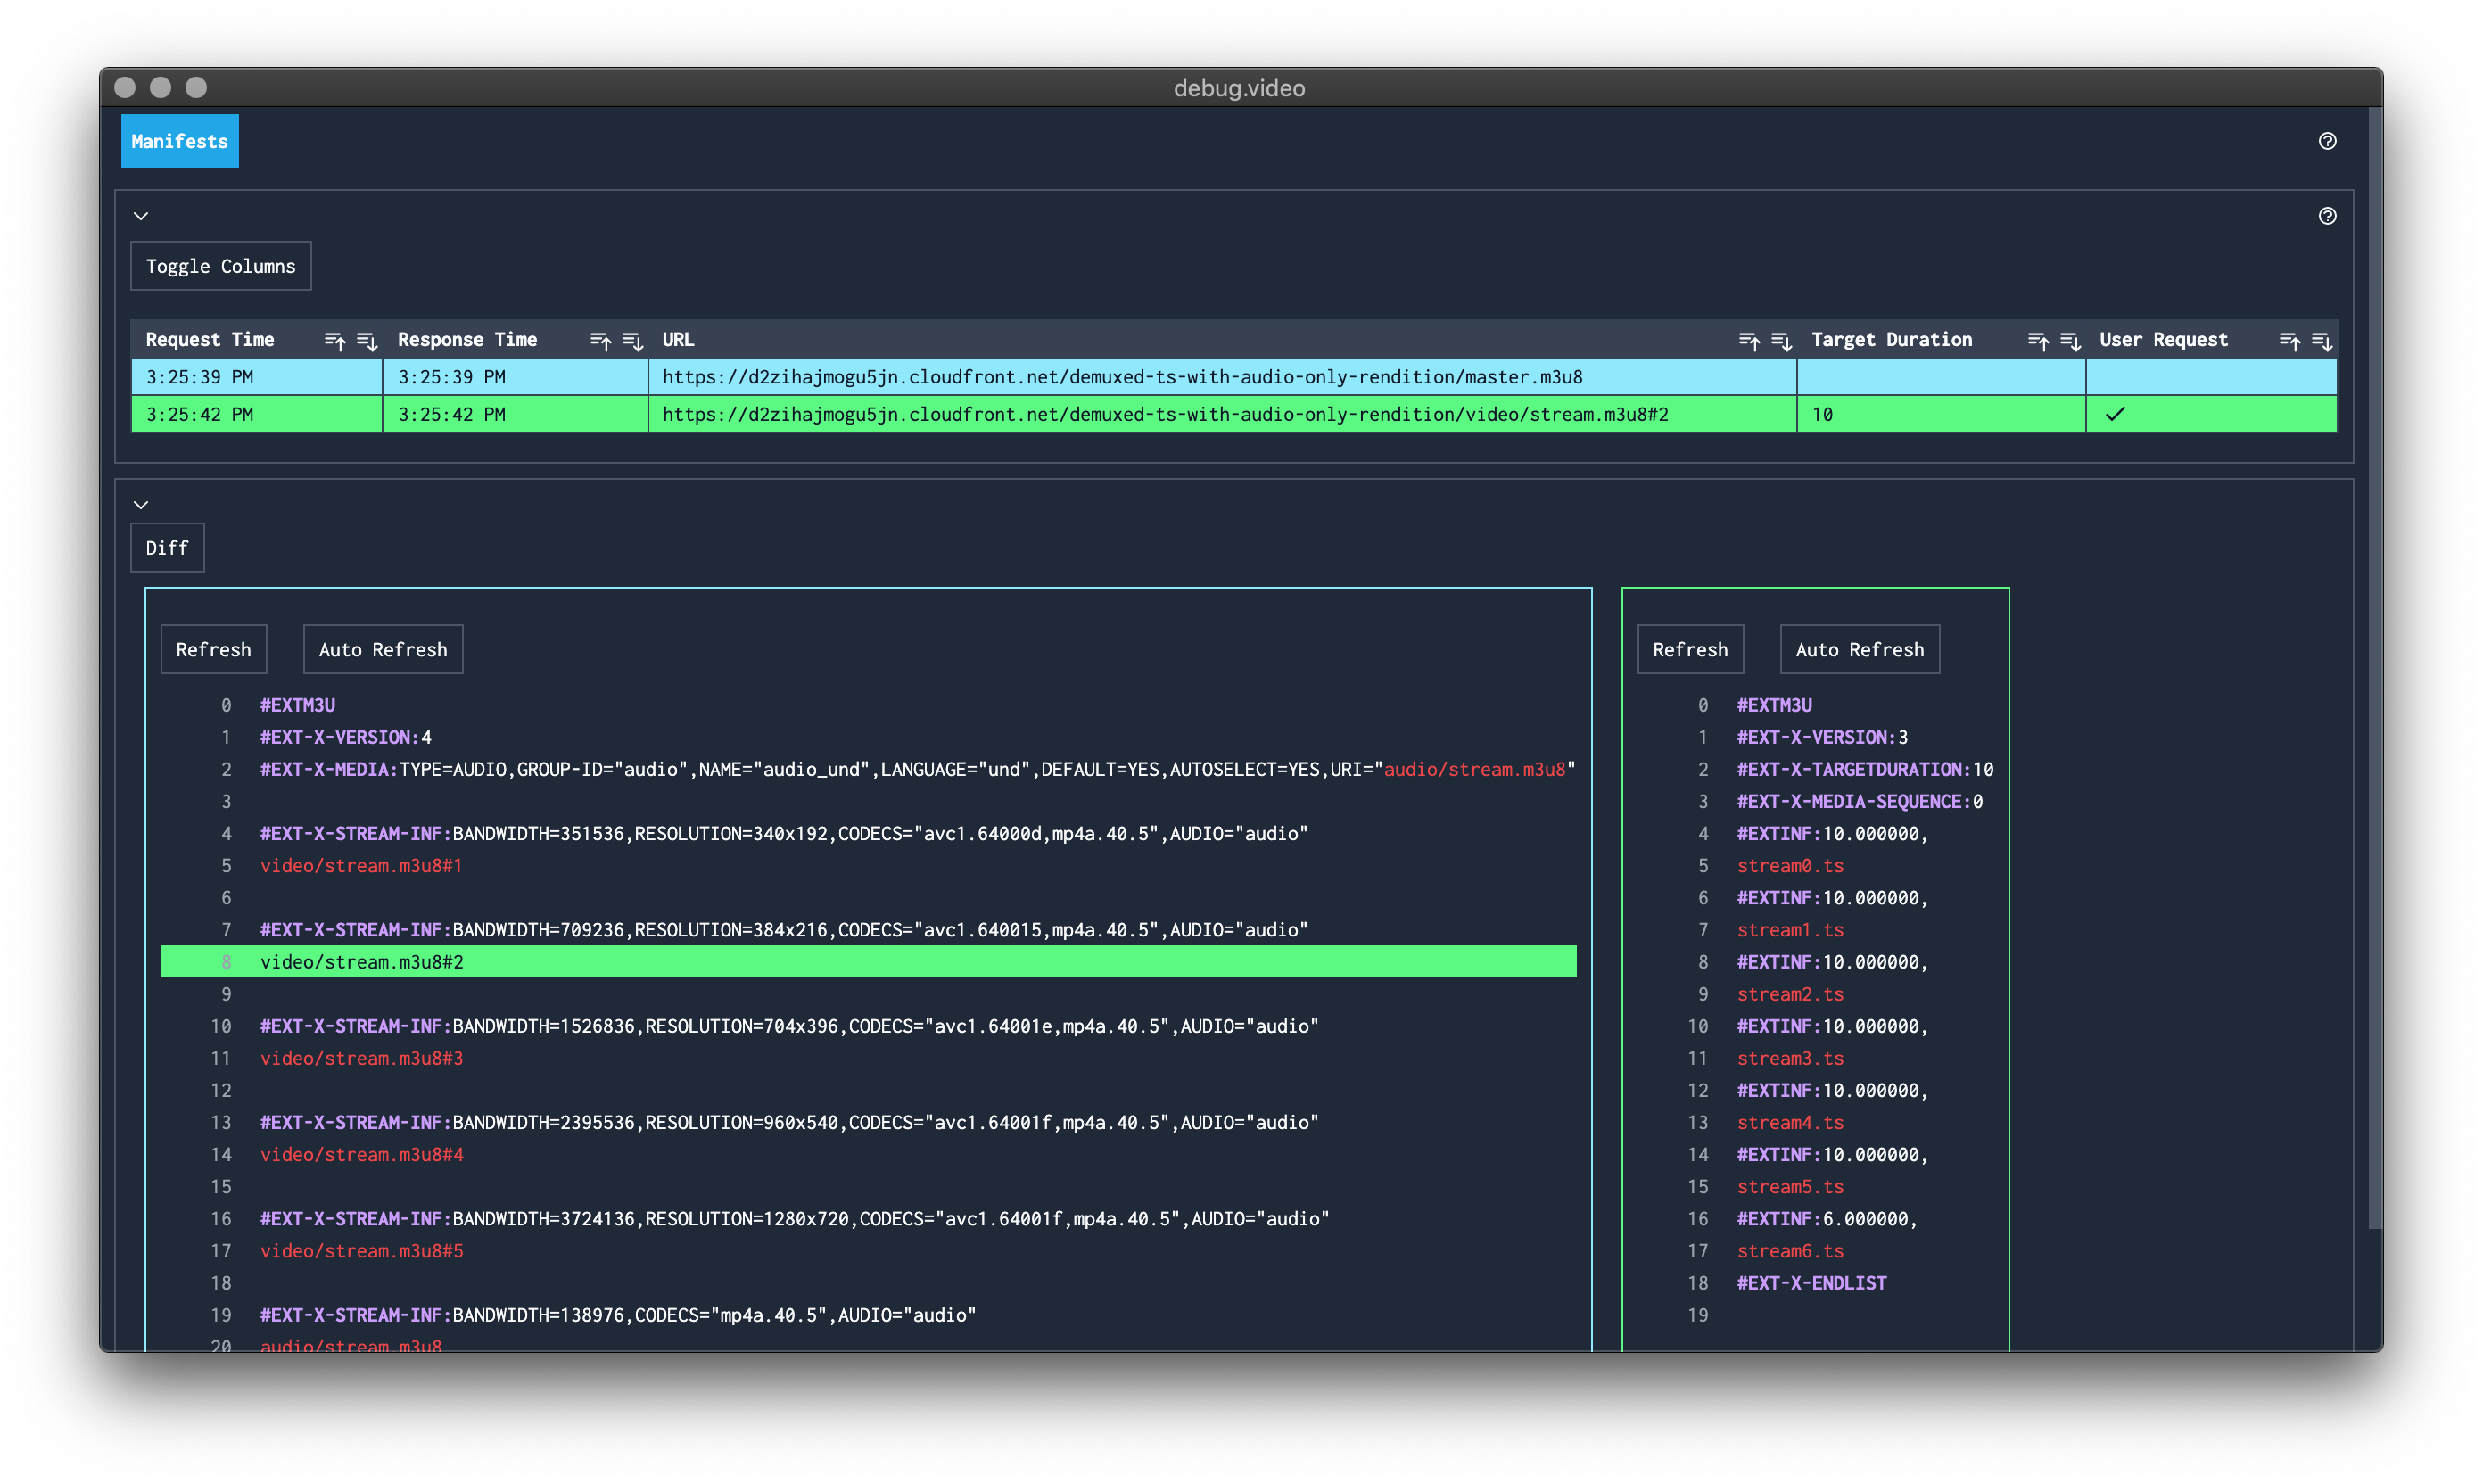 debug.video
Manifests
Toggle Columns
Request Time Response Time URL Target Duration User Request
3:25:39 PM 3:25:39 PM https://d2zihajmogu5jn.cloudfront.net/demuxed-ts-with-audio-only-rendition/master.m3u8
3:25:42 PM 3:25:42 PM https://d2zihajmogu5jn.cloudfront.net/demuxed-ts-with-audio-only-rendition/video/stream.m3u8#2 10
Diff
Refresh Auto Refresh
0 #EXTM3U
1 #EXT-X-VERSION:4
2 #EXT-X-MEDIA:TYPE=AUDIO,GROUP-ID="audio",NAME="audio_und",LANGUAGE="und",DEFAULT=YES,AUTOSELECT=YES,URI="audio/stream.m3u8"
3
4 #EXT-X-STREAM-INF:BANDWIDTH=351536,RESOLUTION=340x192,CODECS="avc1.64000d,mp4a.40.5",AUDIO="audio"
5 video/stream.m3u8#1
6
7 #EXT-X-STREAM-INF:BANDWIDTH=709236,RESOLUTION=384x216,CODECS="avc1.640015,mp4a.40.5",AUDIO="audio"
8 video/stream.m3u8#2
9
10 #EXT-X-STREAM-INF:BANDWIDTH=1526836,RESOLUTION=704x396,CODECS="avc1.64001e,mp4a.40.5",AUDIO="audio"
11 video/stream.m3u8#3
12
13 #EXT-X-STREAM-INF:BANDWIDTH=2395536,RESOLUTION=960x540,CODECS="avc1.64001f,mp4a.40.5",AUDIO="audio"
14 video/stream.m3u8#4
15
16 #EXT-X-STREAM-INF:BANDWIDTH=3724136,RESOLUTION=1280x720,CODECS="avc1.64001f,mp4a.40.5",AUDIO="audio"
17 video/stream.m3u8#5
18
19 #EXT-X-STREAM-INF:BANDWIDTH=138976,CODECS="mp4a.40.5",AUDIO="audio"
20 audio/stream.m3u8
Refresh Auto Refresh
0 #EXTM3U
1 #EXT-X-VERSION:3
2 #EXT-X-TARGETDURATION:10
3 #EXT-X-MEDIA-SEQUENCE:0
4 #EXTINF:10.000000,
5 stream0.ts
6 #EXTINF:10.000000,
7 stream1.ts
8 #EXTINF:10.000000,
9 stream2.ts
10 #EXTINF:10.000000,
11 stream3.ts
12 #EXTINF:10.000000,
13 stream4.ts
14 #EXTINF:10.000000,
15 stream5.ts
16 #EXTINF:6.000000,
17 stream6.ts
18 #EXT-X-ENDLIST
19